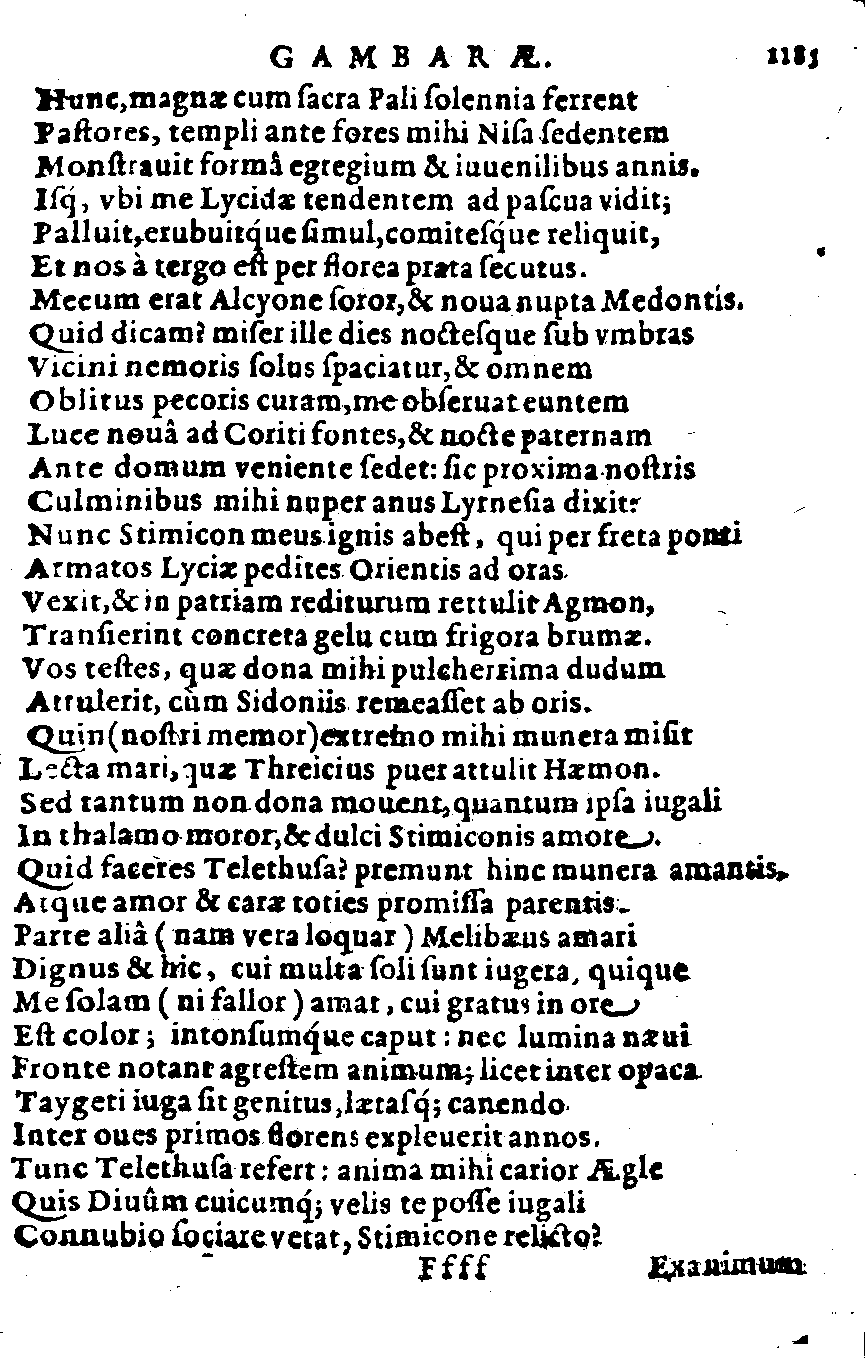 GAMBARÆ. 1185
Hunc, magnæ cum ſacra Pali ſolennia ferrent
Paſtores, templi ante fores mihi Niſa ſedentem
Monſtrauit formâ egregium & iuuenilibus annis.
Iſq́, vbi me Lycidæ tendentem ad paſcua vidit;
Palluit, erubuitq́ue ſimul, comiteſq́ue reliquit,
Et nos à tergo eſt per florea prata ſecutus.
Mecum erat Alcyone ſoror, & noua nupta Medontis.
Quid dicam? miſer ille dies nocteſque ſub vmbras
Vicini nemoris ſolus ſpaciatur, & omnem
Oblitus pecoris curam, me obſeruat euntem
Luce nouâ ad Coriti fontes, & nocte paternam
Ante domum veniente ſedet: ſic proxima noſtris
Culminibus mihi nuper anus Lyrneſia dixit:
Nunc Stimicon meus ignis abeſt, qui per freta ponti
Armatos Lyciæ pedites Orientis ad oras
Vexit, & in patriam rediturum rettulit Agmon,
Tranſierint concreta gelu cum frigora brumæ.
Vos teſtes, quæ dona mihi pulcherrima dudum
Attulerit, cùm Sidoniis remeaſſet ab oris.
Quin (noſtri memor) extremo mihi munera miſit
Lecta mari, quæ Threicius puer attulit Hæmon.
Sed tantum non dona mouent, quantum ipſa iugali
In thalamo moror, & dulci Stimiconis amore.
Quid faceres Telethuſa? premunt hinc munera amantis,
Atque amor & caræ toties promiſſa parentis.
Parte aliâ (nam vera loquar) Melibæus amari
Dignus & hic, cui multa ſoli ſunt iugera, quique
Me ſolam (ni fallor) amat, cui gratus in ore
Eſt color; intonſumq́ue caput: nec lumina næui
Fronte notant agreſtem animum; licet inter opaca
Taygeti iuga ſit genitus, lætaſq́; canendo
Inter oues primos florens expleuerit annos.
Tunc Telethuſa refert: anima mihi carior Ægle
Quis Diuûm cuicumq́; velis te poſſe iugali
Connubio ſociare vetat, Stimicone relicto?
Ffff Exanimum